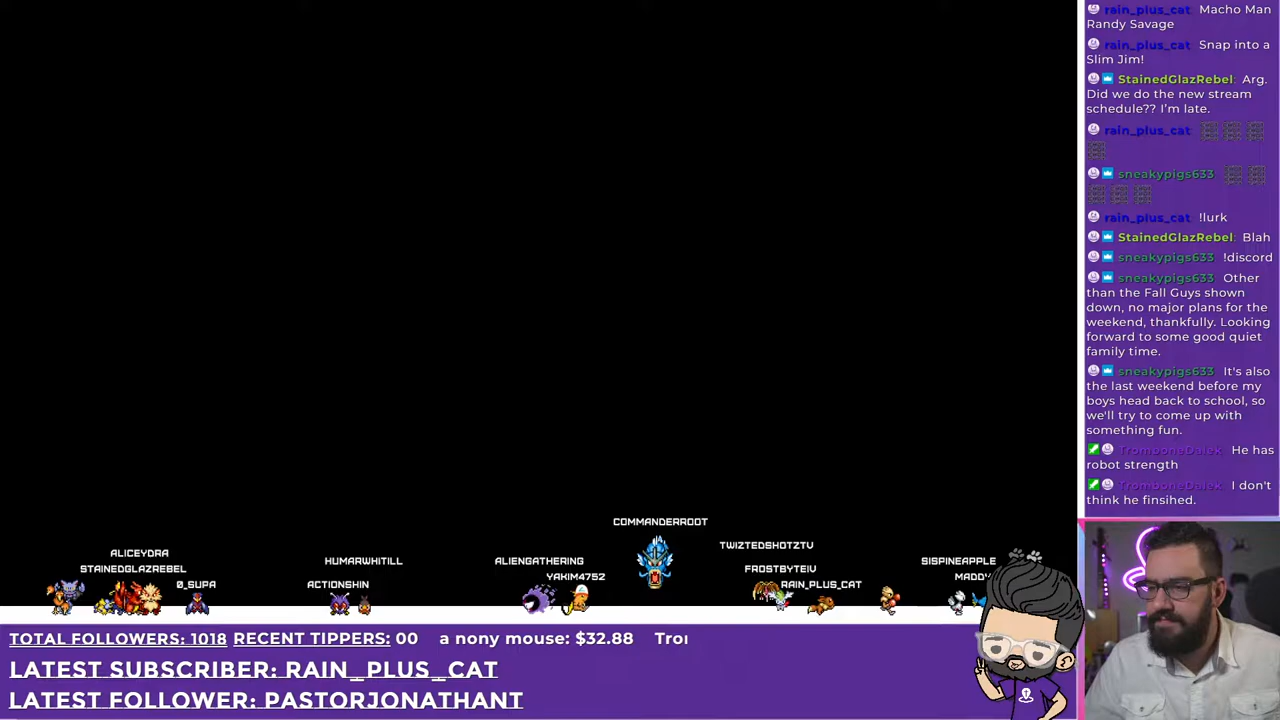 rain_plus_cat: Macho Man
Randy Savage
rain_plus_cat: Snap into a
Slim Jim!
StainedGlazRebel: Arg.
Did we do the new stream
schedule?? I'm late.
rain_plus_cat
sneakypigs633
rain_plus_cat: !lurk
StainedGlazRebel: Blah
sneakypigs633: !discord
sneakypigs633: Other
than the Fall Guys shown
down, no major plans for the
weekend, thankfully. Looking
forward to some good quiet
family time.
sneakypigs633: It's also
the last weekend before my
boys head back to school, so
we'll try to come up with
something fun.
TromboneDalek: He has
robot strength
TromboneDalek: I don't
think he finsihed.
COMMANDERROOT
ALICEYDRA
STAINEDGLAZREBEL
0_SUPA
HUMARWHITILL
ACTIONSHIN
ALIENGATHERING
YAKIM4752
TWIZTEDSHOTZTV
FROSTBYTEIV
RAIN_PLUS_CAT
SISPINEAPPLE
MADDY
TOTAL FOLLOWERS: 1018 RECENT TIPPERS: 00 a nony mouse: $32.88 Tro
LATEST SUBSCRIBER: RAIN_PLUS_CAT
LATEST FOLLOWER: PASTORJONATHANT